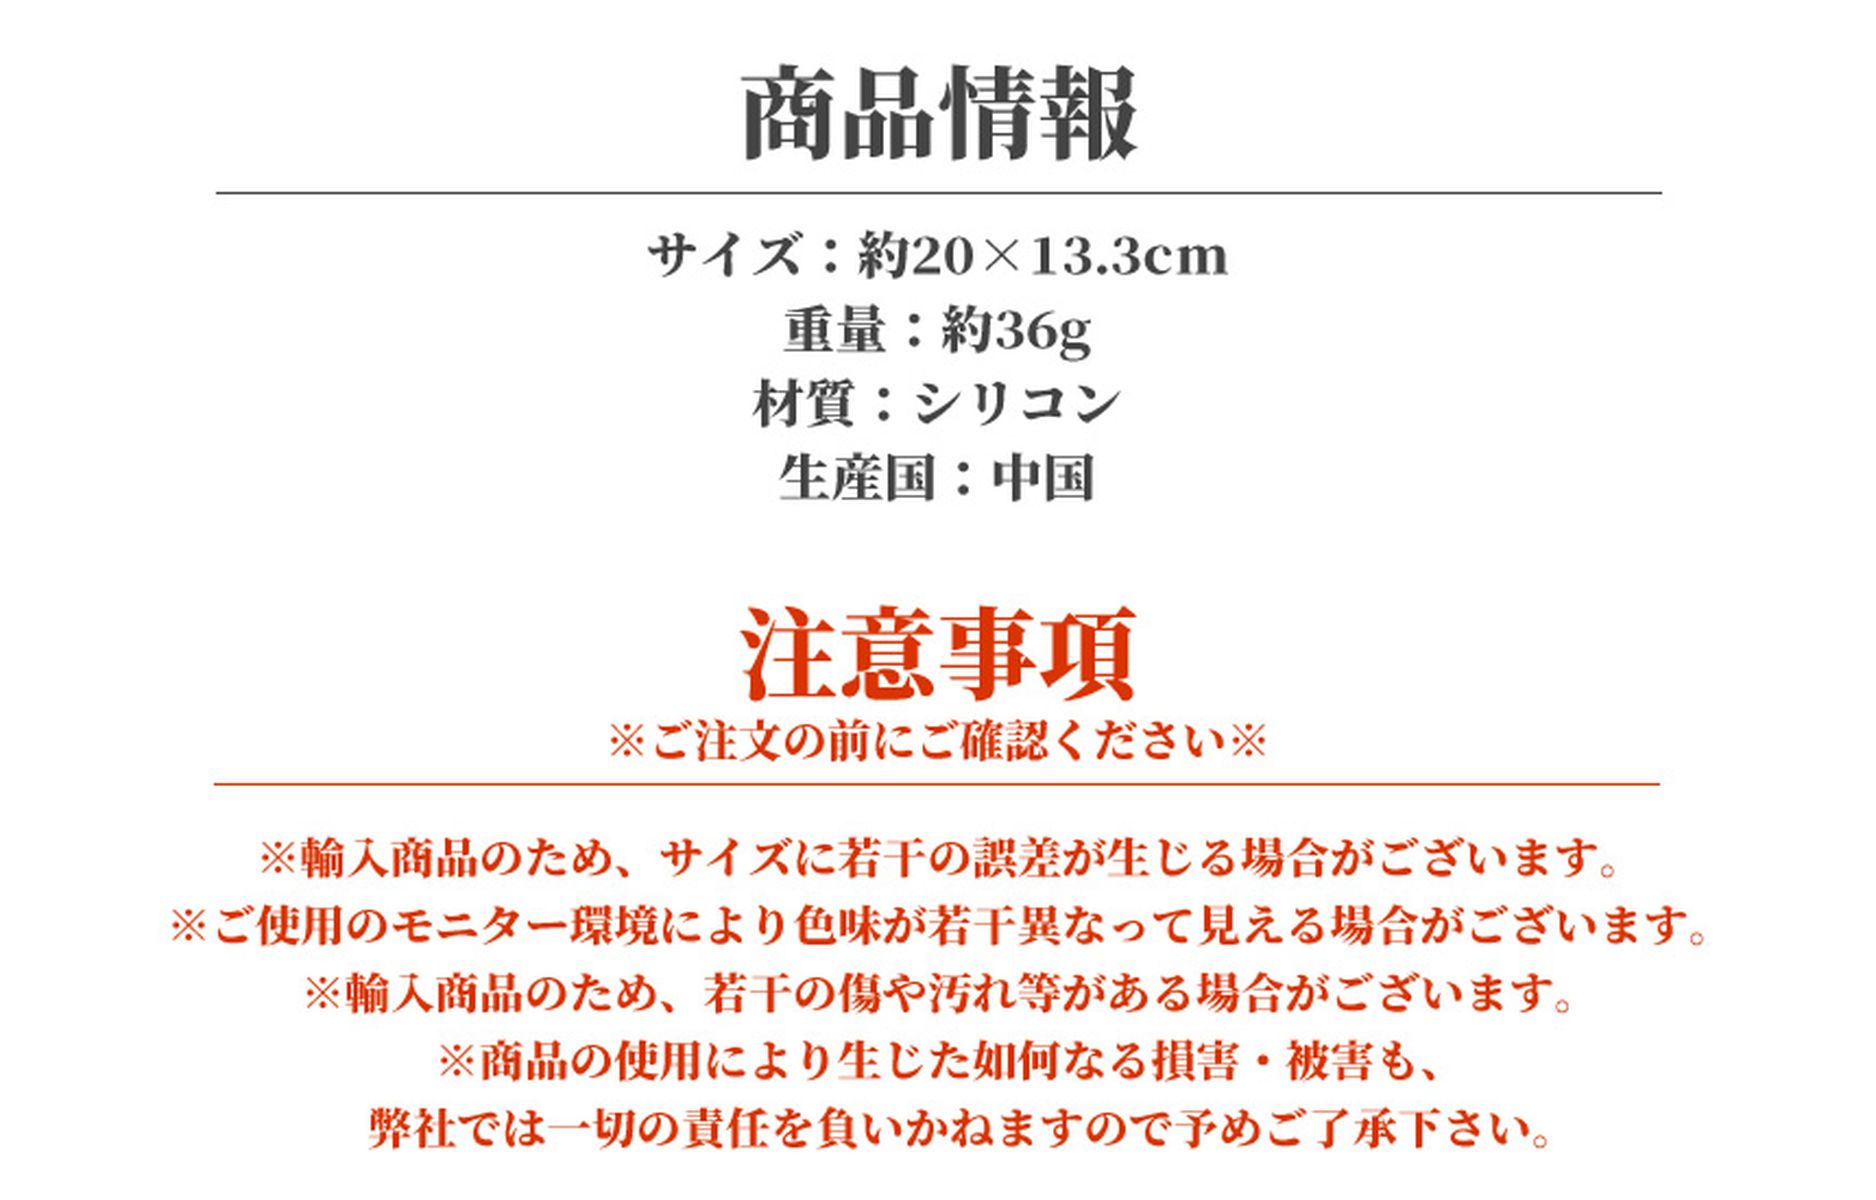 商品情報
サイズ：約20×13.3cm
重量：約36g
材質：シリコン
生産国：中国
注意事項
※ご注文の前にご確認ください※
※輸入商品のため、サイズに若干の誤差が生じる場合がございます。
※ご使用のモニター環境により色味が若干異なって見える場合がございます。
※輸入商品のため、若干の傷や汚れ等がある場合がございます。
※商品の使用により生じた如何なる損害・被害も、
弊社では一切の責任を負いかねますので予めご了承下さい。